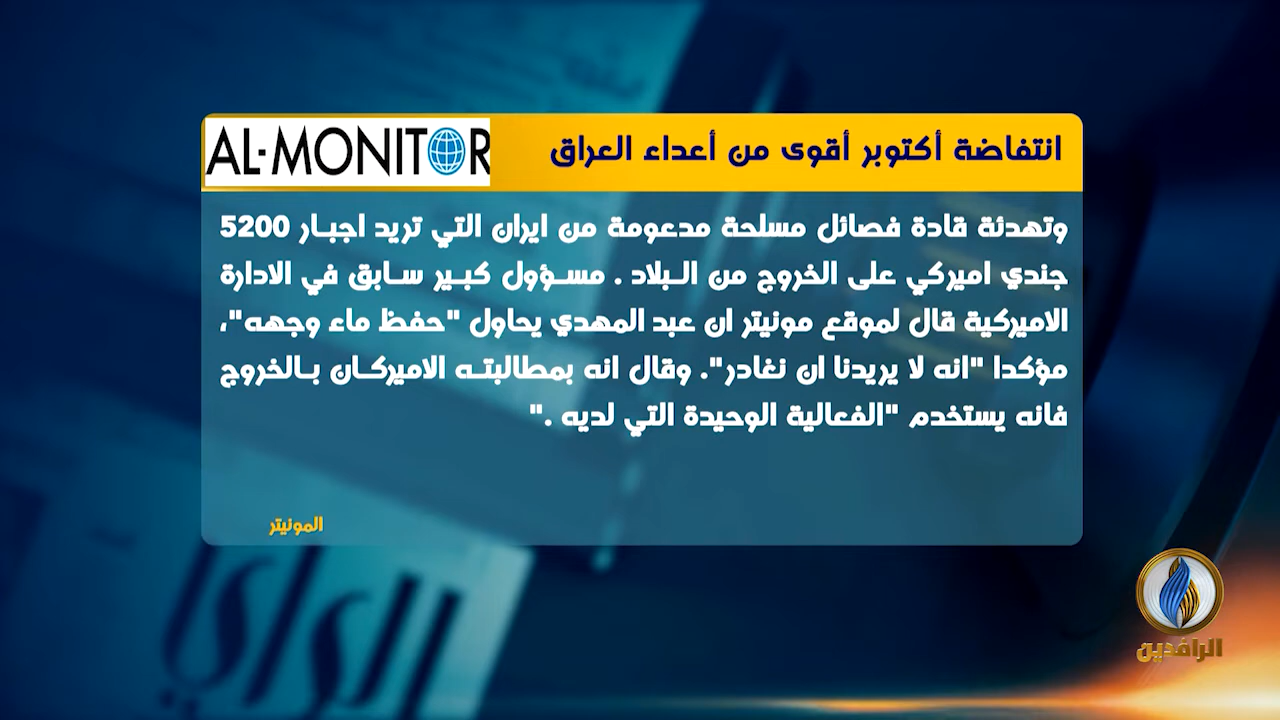 انتفاضة أكتوبر أقوى من أعداء العراق
AL-MONITOR
وتهدئة قادة فصائل مسلحة مدعومة من ايران التي تريد اجبار 5200
جندي اميركي على الخروج من البلاد . مسؤول كبير سابق في الادارة
الاميركية قال لموقع مونيتر ان عبد المهدي يحاول "حفظ ماء وجهه"،
مؤكدا "انه لا يريدنا ان نغادر". وقال انه بمطالبته الاميركان بالخروج
فانه يستخدم "الفعالية الوحيدة التي لديه ."
المونيتر
الرأي
الرافدين